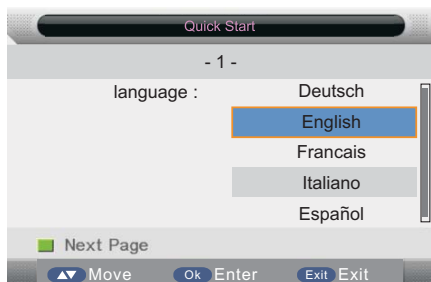 Quick Start
- 1 -
language : Deutsch
English
Francais
Italiano
Español
Next Page
Move Ok Enter Exit Exit